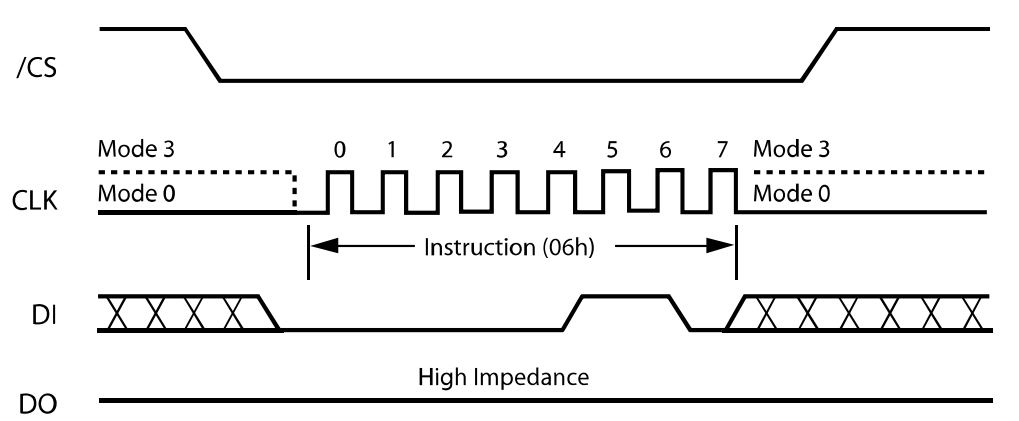 /CS
Mode 3
0 1 2 3 4 5 6 7
Mode 3
CLK
Mode 0
Mode 0
Instruction (06h)
DI
High Impedance
DO